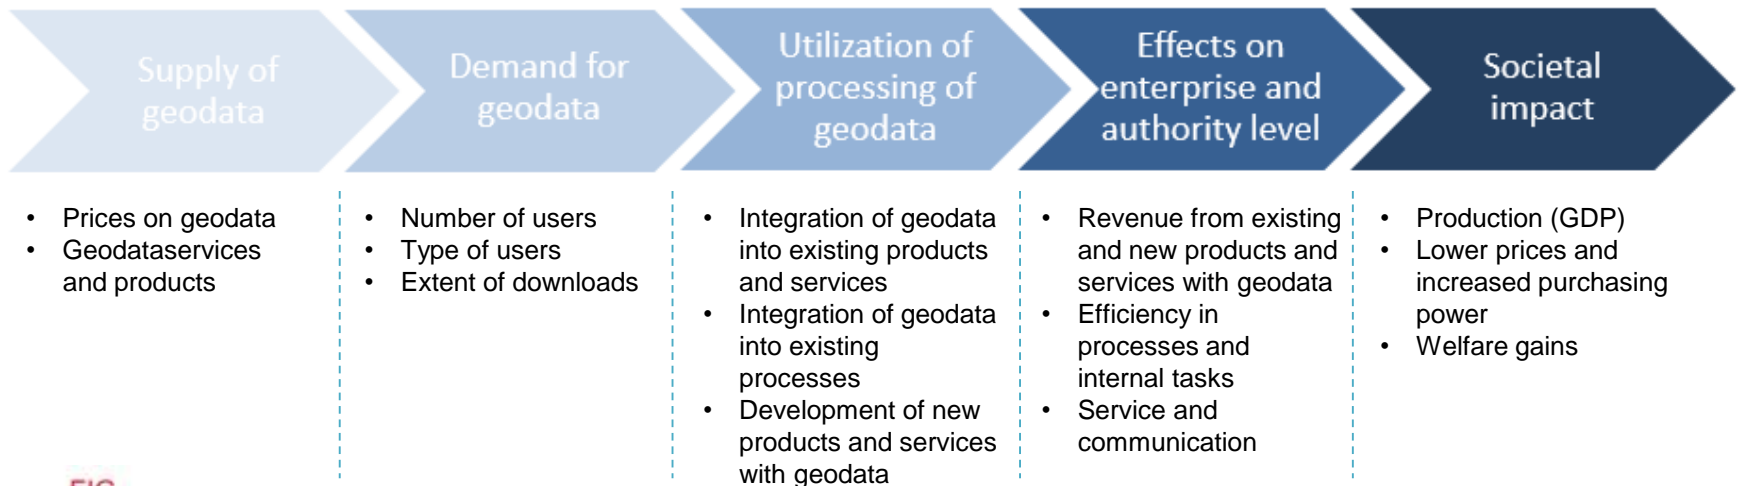 Supply of
geodata
Demand for
geodata
Utilization of
processing of
geodata
Effects on
enterprise and
authority level
Societal
impact
• Prices on geodata
• Geodataservices
and products
• Number of users
• Type of users
• Extent of downloads
• Integration of geodata
into existing products
and services
• Integration of geodata
into existing
processes
• Development of new
products and services
with geodata
• Revenue from existing
and new products and
services with geodata
• Efficiency in
processes and
internal tasks
• Service and
communication
• Production (GDP)
• Lower prices and
increased purchasing
power
• Welfare gains